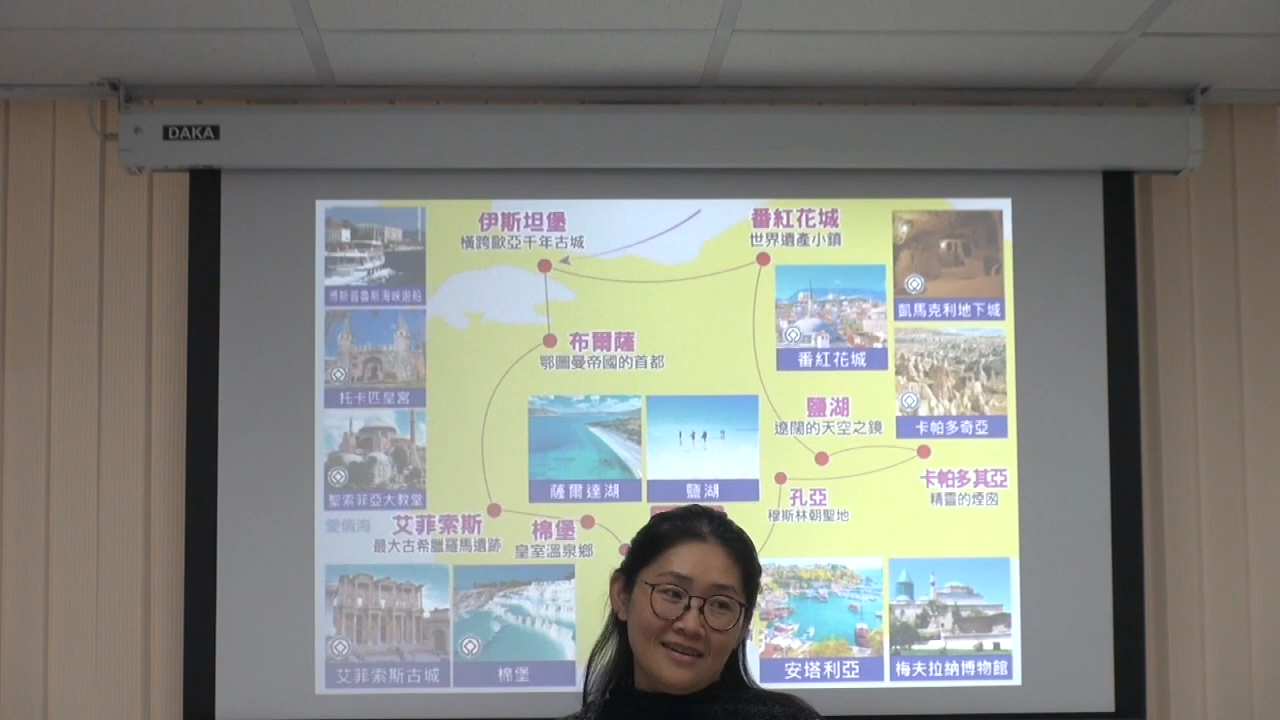 DAKA
伊斯坦堡
橫跨歐亞千年古城
番紅花城
世界遺產小鎮
博斯普魯斯海峽遊船
凱馬克利地下城
布爾薩
鄂圖曼帝國的首都
番紅花城
托卡匹皇宮
鹽湖
遼闊的天空之鏡
卡帕多奇亞
薩爾達湖
鹽湖
卡帕多其亞
精靈的煙囪
聖索菲亞大教堂
孔亞
穆斯林朝聖地
愛情海
艾菲索斯
最大古希臘羅馬遺跡
棉堡
皇室溫泉鄉
艾菲索斯古城
棉堡
安塔利亞
梅夫拉納博物館